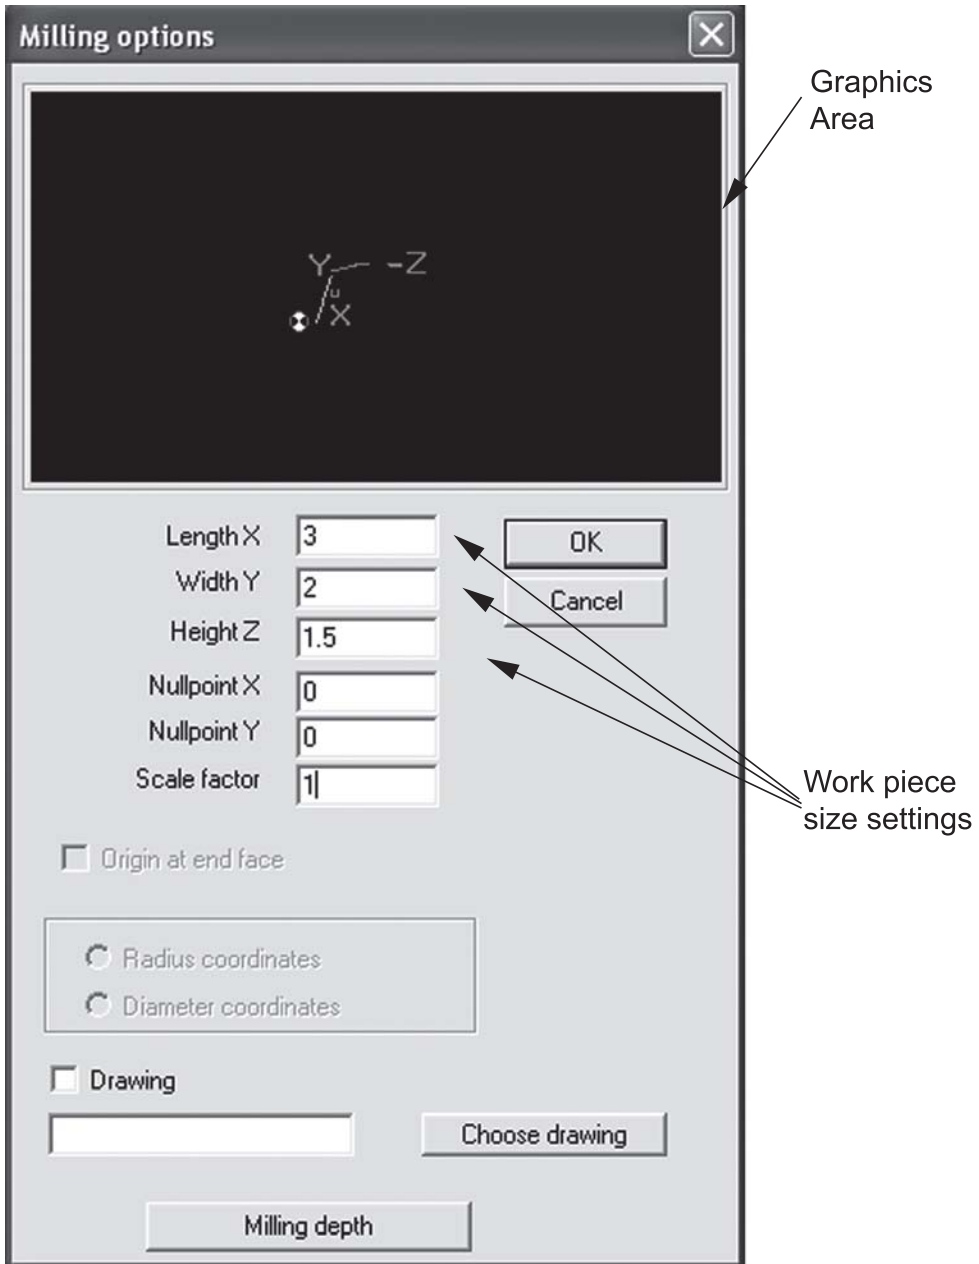 Milling options
Graphics
Area
Y -Z
u
X
Length X 3
Width Y 2
Height Z 1.5
Nullpoint X 0
Nullpoint Y 0
Scale factor 1
OK
Cancel
Work piece
size settings
Origin at end face
Radius coordinates
Diameter coordinates
Drawing
Choose drawing
Milling depth